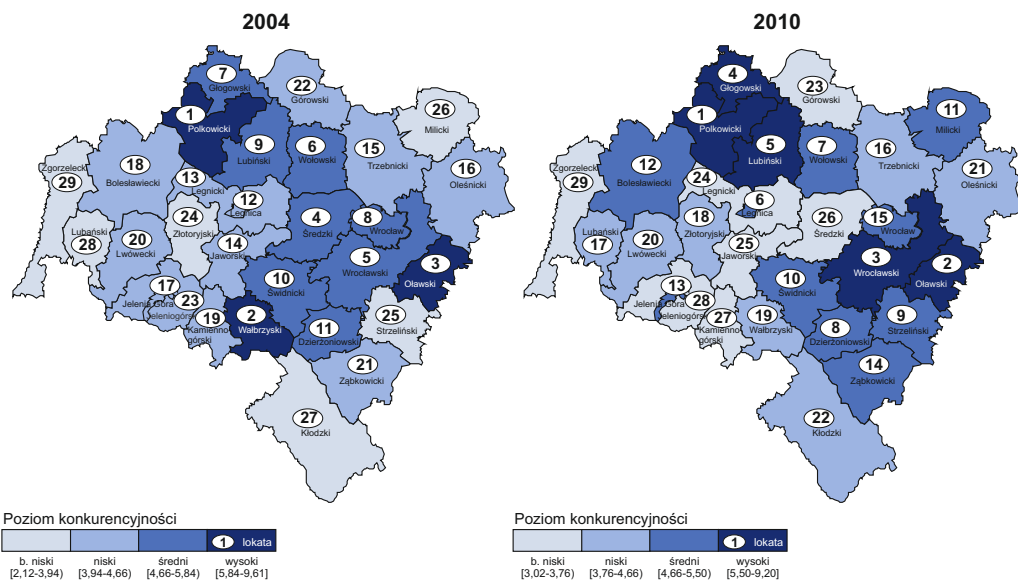 2004
7
Głogowski
22
Górowski
26
Milicki
1
Polkowicki
9
Lubiński
6
Wołowski
15
Trzebnicki
16
Oleśnicki
Zgorzelecki
29
18
Bolesławiecki
13
Legnicki
12
Legnica
24
Złotoryjski
4
Średzki
8
Wrocław
Lubański
28
20
Lwówecki
14
Jaworski
5
Wrocławski
3
Oławski
17
Jelenia Góra
23
Jeleniogórski
10
Świdnicki
19
Kamienno-
górski
2
Wałbrzyski
11
Dzierżoniowski
25
Strzeliński
21
Ząbkowicki
27
Kłodzki
Poziom konkurencyjności
1 lokata
b. niski niski średni wysoki
[2,12-3,94) [3,94-4,66) [4,66-5,84) [5,84-9,61]
2010
4
Głogowski
23
Górowski
11
Milicki
1
Polkowicki
5
Lubiński
7
Wołowski
16
Trzebnicki
21
Oleśnicki
Zgorzelecki
29
12
Bolesławiecki
24
Legnicki
6
Legnica
18
Złotoryjski
26
Średzki
15
Wrocław
Lubański
17
20
Lwówecki
25
Jaworski
3
Wrocławski
2
Oławski
13
Jelenia Góra
28
Jeleniogórski
10
Świdnicki
27
Kamienno-
górski
19
Wałbrzyski
8
Dzierżoniowski
9
Strzeliński
14
Ząbkowicki
22
Kłodzki
Poziom konkurencyjności
1 lokata
b. niski niski średni wysoki
[3,02-3,76) [3,76-4,66) [4,66-5,50) [5,50-9,20]